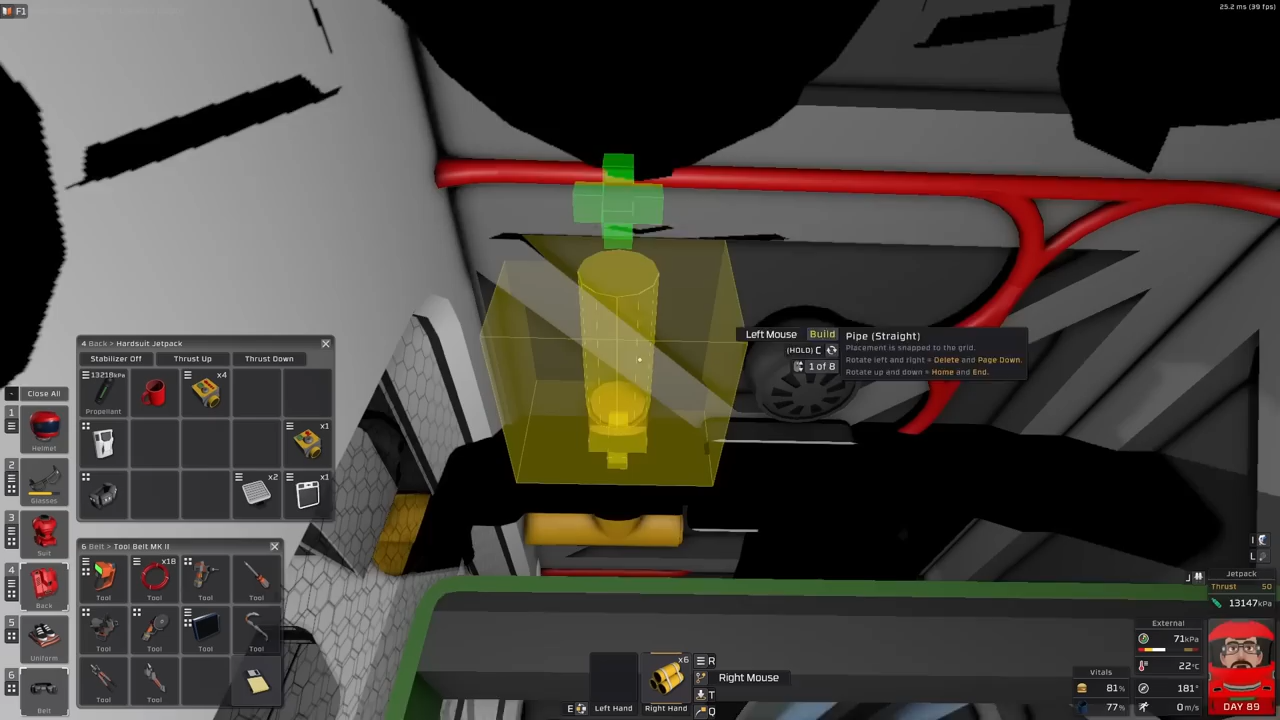 F1
25.2 ms (39 fps)
Left Mouse Build Pipe (Straight)
(HOLD) C Placement is snapped to the grid.
1 of 8 Rotate left and right = Delete and Page Down.
Rotate up and down = Home and End.
4 Back > Hardsuit Jetpack
Stabilizer Off Thrust Up Thrust Down
13218kPa x4
Propellant
x1
x2 x1
- Close All
1 Helmet
2 Glasses
3 Suit
4 Back
5 Uniform
6 Belt
6 Belt > Tool Belt MK II
x18
Tool Tool Tool Tool
Tool Tool Tool Tool
Tool Tool
E Left Hand
x6 Right Hand
R
Right Mouse
T
Q
I
L
J Jetpack
Thrust 50
13147kPa
External
71kPa
22°C
181°
0m/s
Vitals
81%
77%
DAY 89